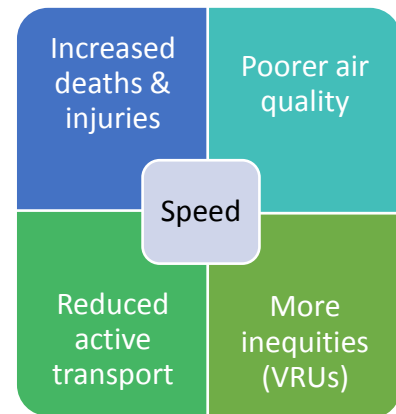 Increased
deaths &
injuries
Poorer air
quality
Speed
Reduced
active
transport
More
inequities
(VRUs)